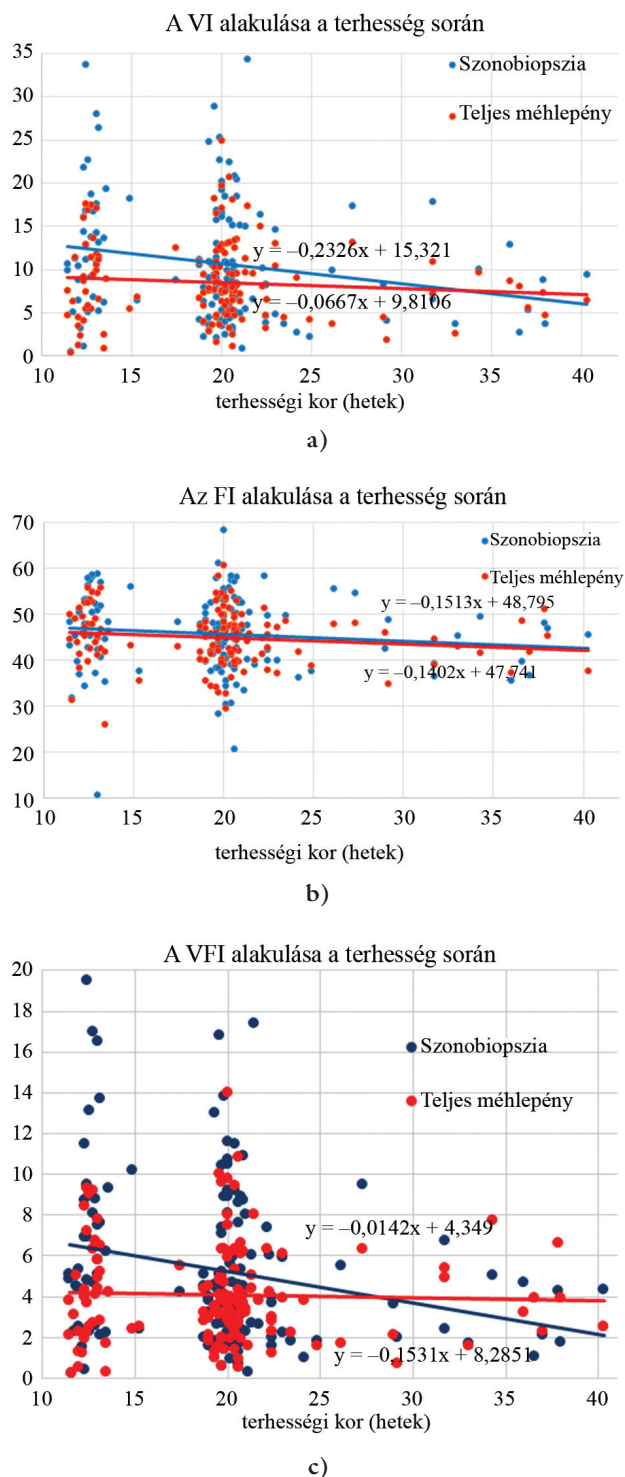 A VI alakulása a terhesség során
35
30
25
20
15
10
5
0
Szonobiopszia
Teljes méhlepény
y = –0,2326x + 15,321
y = –0,0667x + 9,8106
10 15 20 25 30 35 40
terhességi kor (hetek)
a)
Az FI alakulása a terhesség során
70
60
50
40
30
20
10
Szonobiopszia
Teljes méhlepény
y = –0,1513x + 48,795
y = –0,1402x + 47,741
10 15 20 25 30 35 40
terhességi kor (hetek)
b)
A VFI alakulása a terhesség során
20
18
16
14
12
10
8
6
4
2
0
Szonobiopszia
Teljes méhlepény
y = –0,0142x + 4,349
y = –0,1531x + 8,2851
10 15 20 25 30 35 40
terhességi kor (hetek)
c)